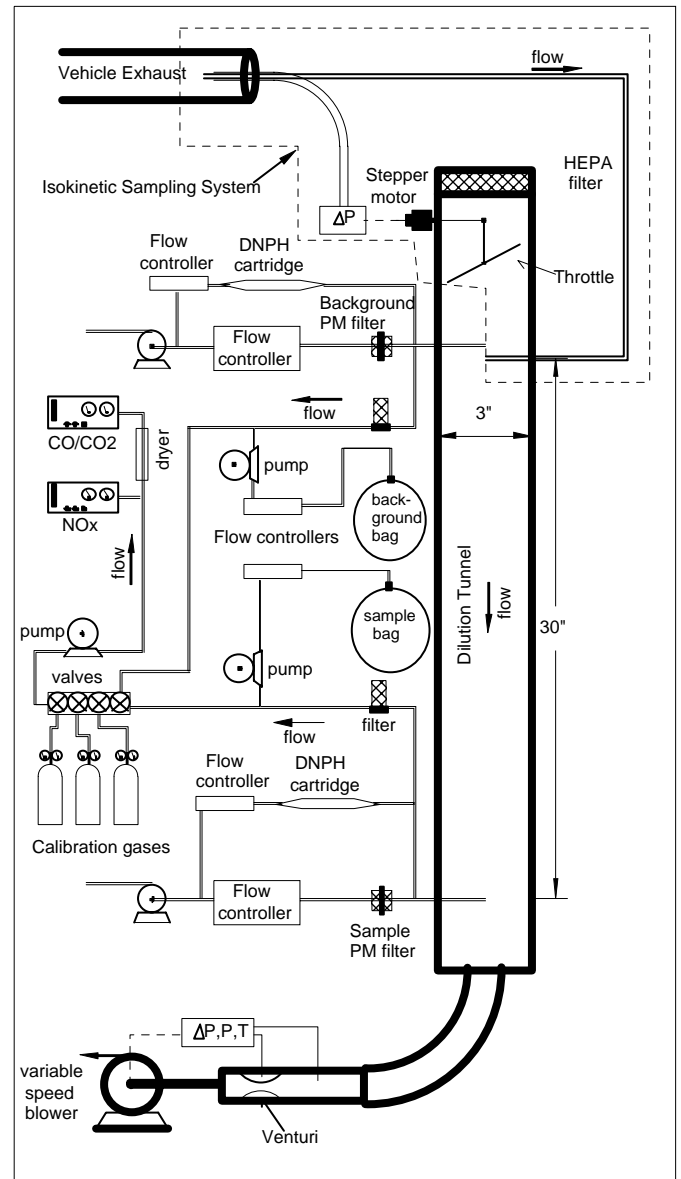 Vehicle Exhaust
flow
Isokinetic Sampling System
Stepper
motor
HEPA
filter
ΔP
Flow
controller
DNPH
cartridge
Throttle
Background
PM filter
Flow
controller
flow
3"
CO/CO2
dryer
pump
back-
ground
bag
NOx
Flow controllers
flow
Dilution Tunnel
flow
30"
sample
bag
pump
pump
valves
filter
flow
Flow
controller
DNPH
cartridge
Calibration gases
Flow
controller
Sample
PM filter
ΔP,P,T
variable
speed
blower
Venturi